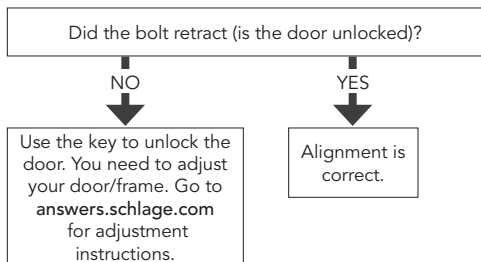 Did the bolt retract (is the door unlocked)?
NO
YES
Use the key to unlock the
door. You need to adjust
your door/frame. Go to
answers.schlage.com
for adjustment
instructions.
Alignment is
correct.